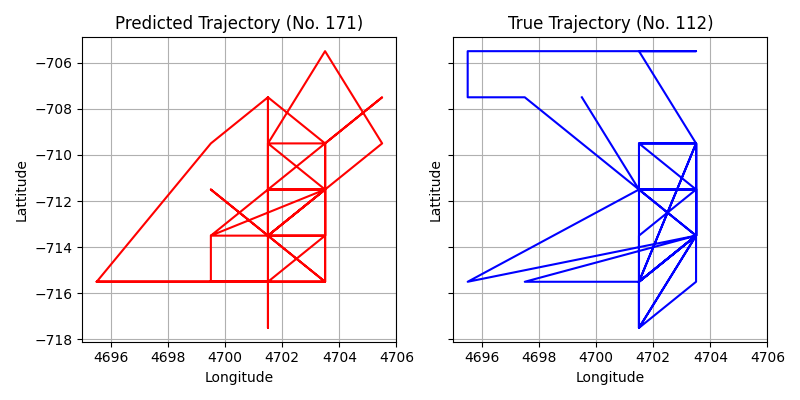 Predicted Trajectory (No. 171)
True Trajectory (No. 112)
−706
−708
−710
−712
−714
−716
−718
Lattitude
Lattitude
4696 4698 4700 4702 4704 4706
4696 4698 4700 4702 4704 4706
Longitude
Longitude